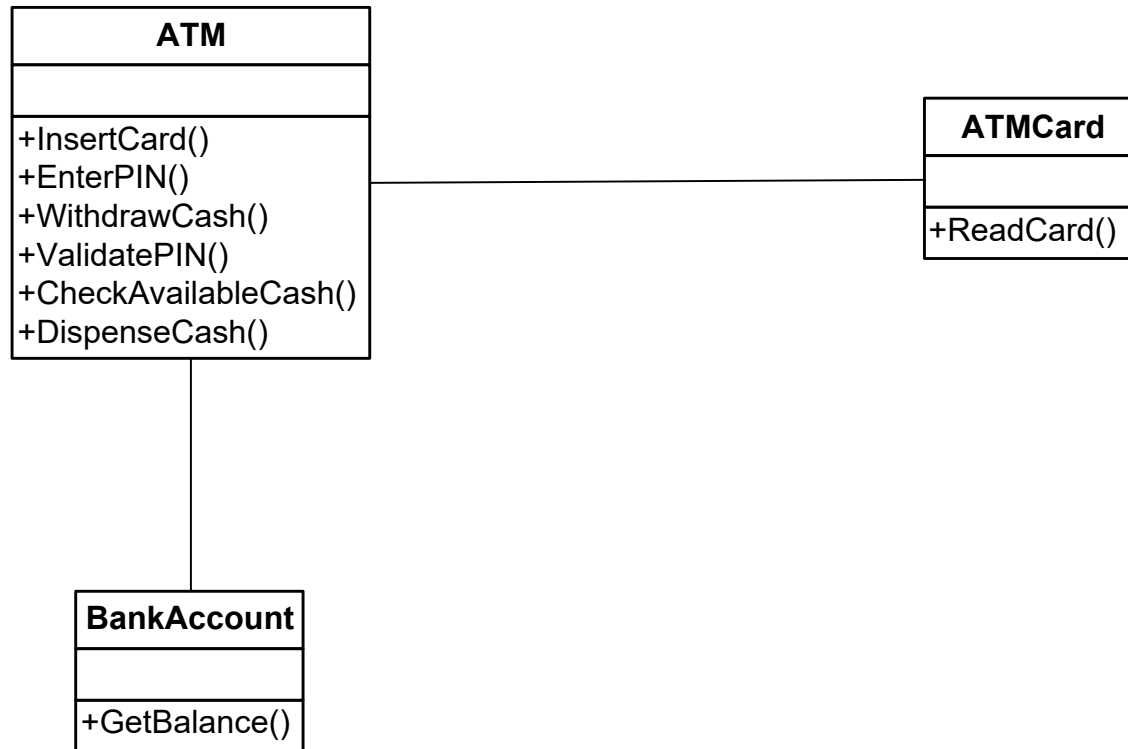 ATM
+InsertCard()
+EnterPIN()
+WithdrawCash()
+ValidatePIN()
+CheckAvailableCash()
+DispenseCash()
ATMCard
+ReadCard()
BankAccount
+GetBalance()